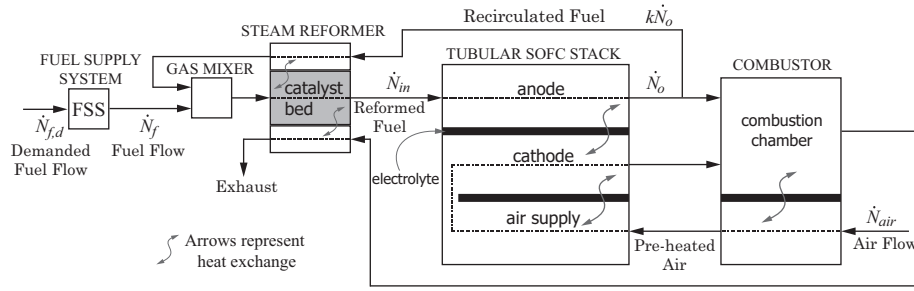 Recirculated Fuel
kṄₒ
STEAM REFORMER
FUEL SUPPLY
SYSTEM
GAS MIXER
TUBULAR SOFC STACK
COMBUSTOR
FSS
catalyst
bed
Ṅin
Reformed
Fuel
anode
Ṅₒ
Ṅf,d
Demanded
Fuel Flow
Ṅf
Fuel Flow
combustion
chamber
cathode
electrolyte
Exhaust
air supply
Ṅair
Air Flow
Pre-heated
Air
Arrows represent
heat exchange